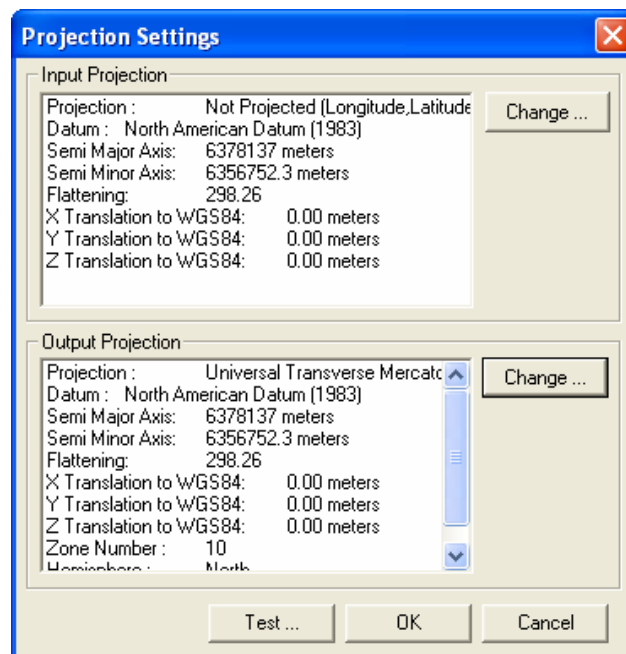 Projection Settings
Input Projection
Projection : Not Projected (Longitude,Latitude
Datum : North American Datum (1983)
Semi Major Axis: 6378137 meters
Semi Minor Axis: 6356752.3 meters
Flattening: 298.26
X Translation to WGS84: 0.00 meters
Y Translation to WGS84: 0.00 meters
Z Translation to WGS84: 0.00 meters
Change ...
Output Projection
Projection : Universal Transverse Mercatc
Datum : North American Datum (1983)
Semi Major Axis: 6378137 meters
Semi Minor Axis: 6356752.3 meters
Flattening: 298.26
X Translation to WGS84: 0.00 meters
Y Translation to WGS84: 0.00 meters
Z Translation to WGS84: 0.00 meters
Zone Number : 10
Hemisphere : North
Change ...
Test ... OK Cancel